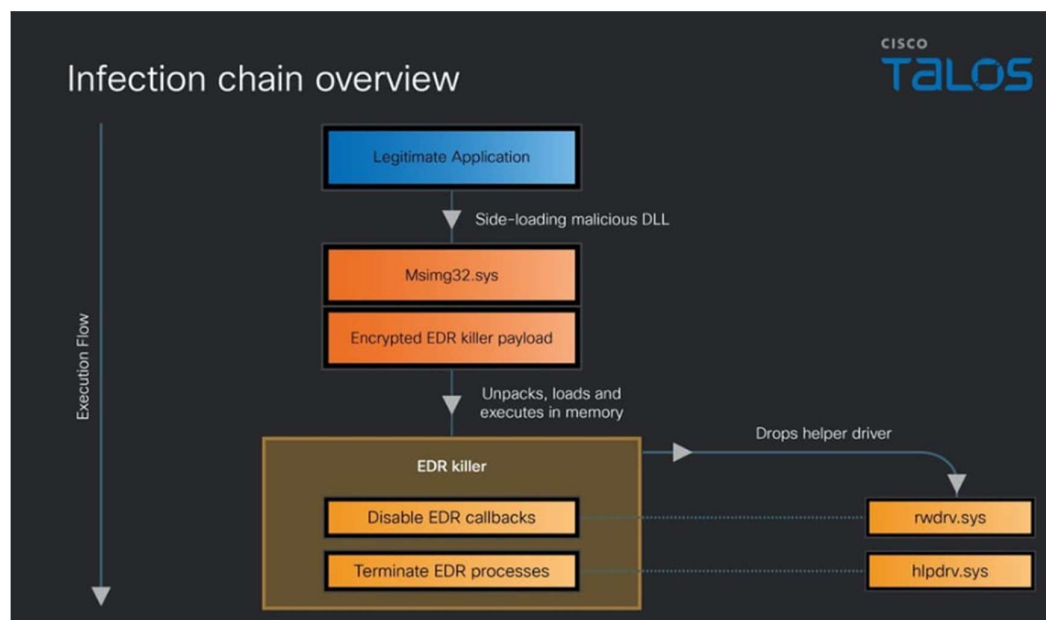 CISCO
TALOS
Infection chain overview
Legitimate Application
Side-loading malicious DLL
Msimg32.sys
Encrypted EDR killer payload
Execution Flow
Unpacks, loads and
executes in memory
Drops helper driver
EDR killer
Disable EDR callbacks
rwdrv.sys
Terminate EDR processes
hlpdrv.sys